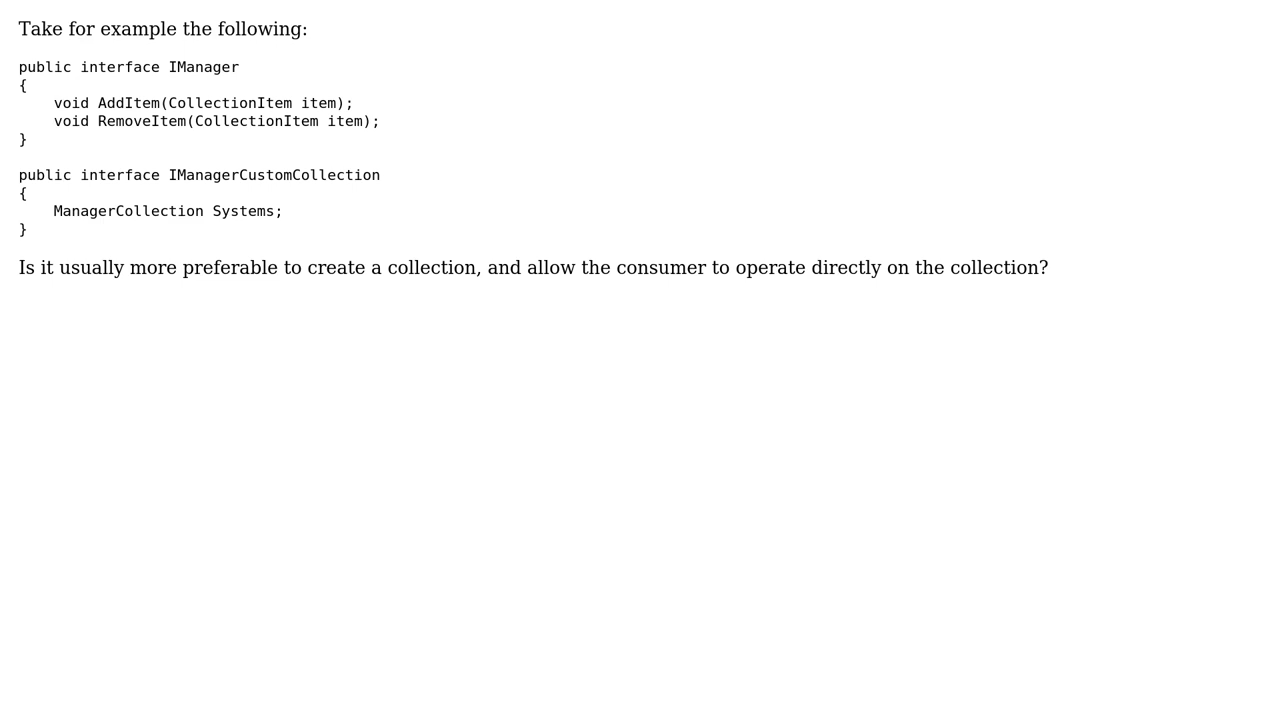 Take for example the following:
public interface IManager
{
    void AddItem(CollectionItem item);
    void RemoveItem(CollectionItem item);
}
public interface IManagerCustomCollection
{
    ManagerCollection Systems;
}
Is it usually more preferable to create a collection, and allow the consumer to operate directly on the collection?